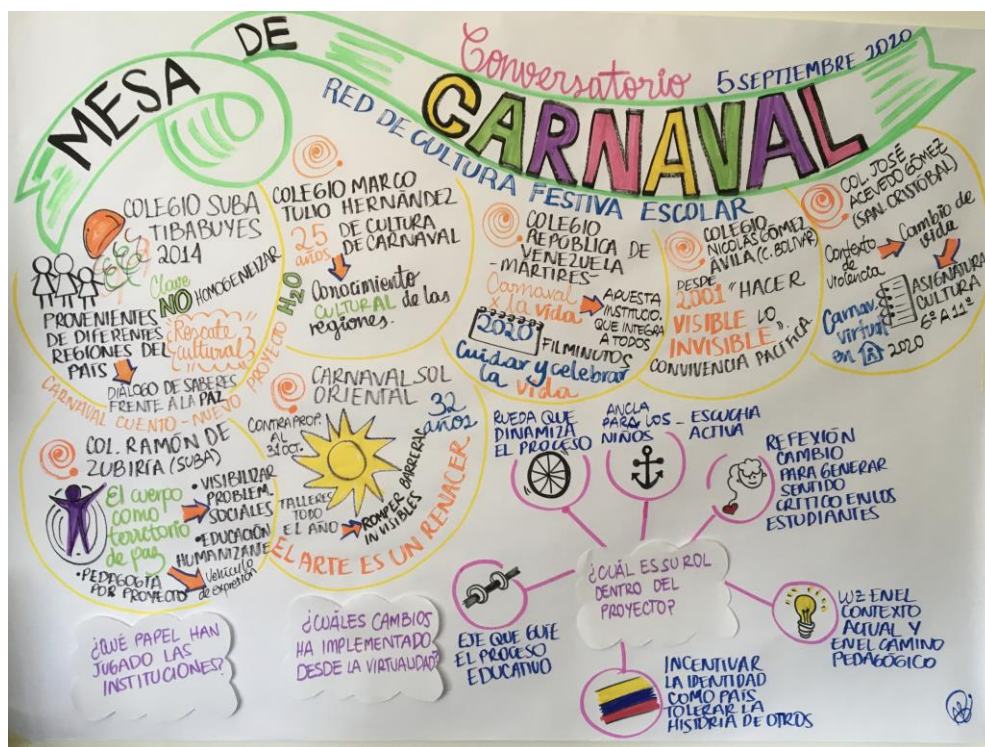 MESA DE
Conversatorio
5 SEPTIEMBRE 2020
CARNAVAL
RED DE CULTURA FESTIVA ESCOLAR
COLEGIO SUBA
TIBABUYES
2014
Clave
NO HOMOGENEIZAR
PROVENIENTES
DE DIFERENTES
REGIONES DEL
PAÍS
Rescate
cultural
DIÁLOGO DE SABERES
FRENTE A LA PAZ
CARNAVAL CUENTO - NUEVO PROYECTO H2O
COLEGIO MARCO
TULIO HERNÁNDEZ
25 DE CULTURA
años DE CARNAVAL
Conocimiento
CULTURAL de las
regiones.
COLEGIO
REPÚBLICA DE
VENEZUELA
-MÁRTIRES-
Carnaval
x la vida
APUESTA
INSTITUCIO.
QUE INTEGRA
A TODOS
2020
FILMINUTOS
Cuidar y celebrar
la vida
COLEGIO
NICOLÁS GÓMEZ
ÁVILA (C. BOLÍVAR)
DESDE
2.001 "HACER
VISIBLE LO
INVISIBLE".
CONVIVENCIA PACÍFICA
COL. JOSÉ
ACEVEDO GÓMEZ
(SAN. CRISTOBAL)
Contexto
de
violencia
Cambio de
vida
ASIGNATURA
CULTURA
6º A 11º
Carnav.
virtual
en
2020
COL. RAMÓN DE
ZUBIRÍA (SUBA)
El cuerpo
como
territorio
de paz
•VISIBILIZAR
PROBLEM.
SOCIALES
•EDUCACIÓN
HUMANIZANTE
•PEDAGOGÍA
POR PROYECTO
Vehículo
de expresión
CARNAVAL SOL
ORIENTAL
32
años
CONTRAPROP.
AL
31 OCT.
TALLERES
TODO
EL AÑO
ROMPER BARRERAS
INVISIBLES
EL ARTE ES UN RENACER
¿QUÉ PAPEL HAN
JUGADO LAS
INSTITUCIONES?
¿CUÁLES CAMBIOS
HA IMPLEMENTADO
DESDE LA VIRTUALIDAD?
¿CUÁL ES SU ROL
DENTRO DEL
PROYECTO?
RUEDA QUE
DINAMIZA
EL PROCESO
ANCLA
PARA LOS
NIÑOS
ESCUCHA
ACTIVA
REFEXIÓN
CAMBIO
PARA GENERAR
SENTIDO
CRÍTICO EN LOS
ESTUDIANTES
EJE QUE GUÍE
EL PROCESO
EDUCATIVO
INCENTIVAR
LA IDENTIDAD
COMO PAÍS
TOLERAR LA
HISTORIA DE OTROS
LUZ EN EL
CONTEXTO
ACTUAL Y
EN EL CAMINO
PEDAGÓGICO